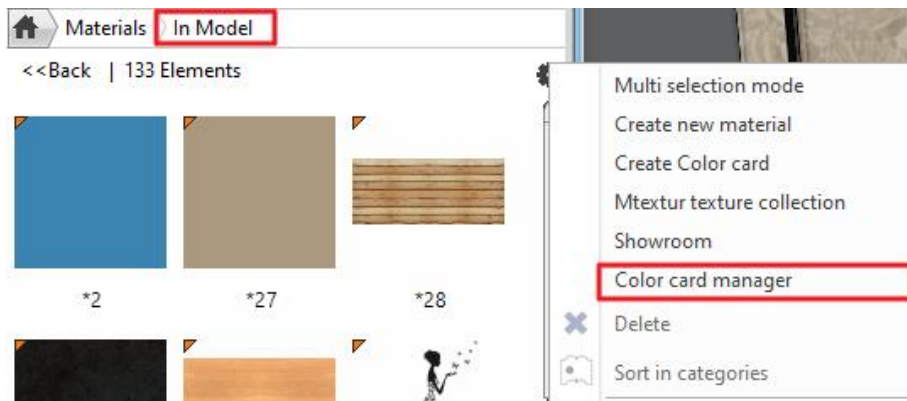 Materials In Model
<<Back | 133 Elements
*2
*27
*28
Multi selection mode
Create new material
Create Color card
Mtextur texture collection
Showroom
Color card manager
Delete
Sort in categories